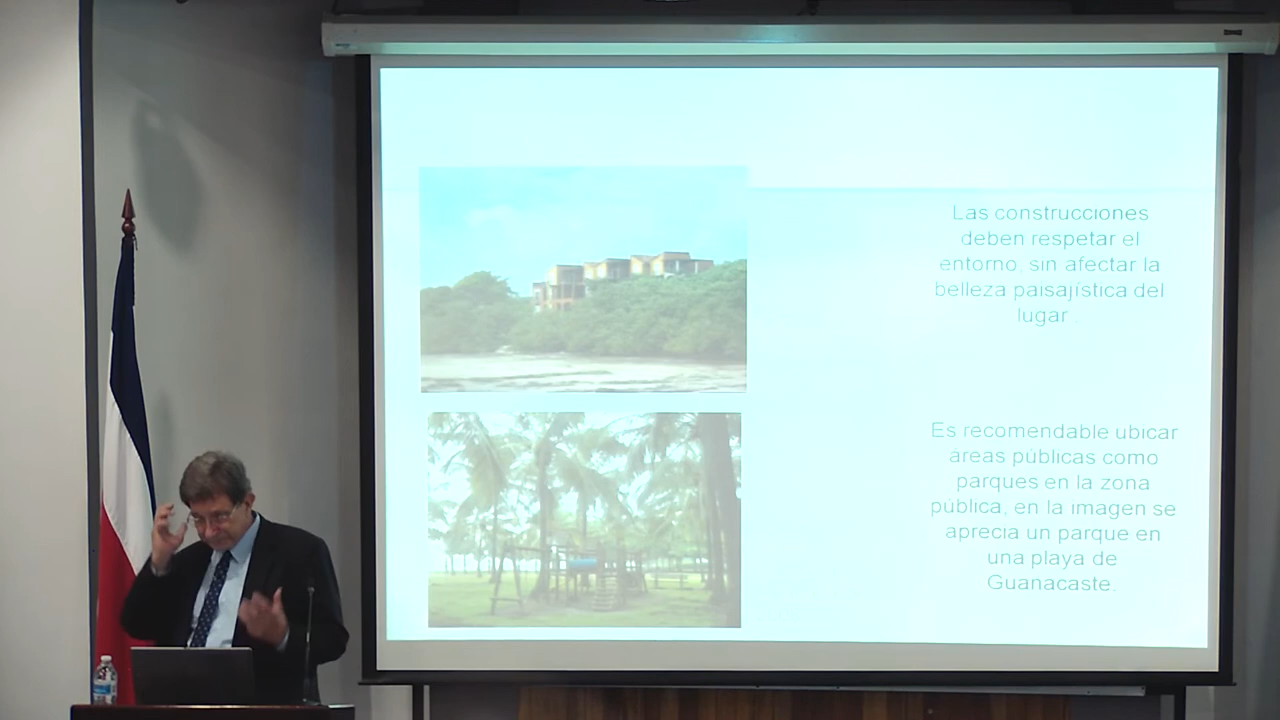 Las construcciones
deben respetar el
entorno, sin afectar la
belleza paisajística del
lugar.
Es recomendable ubicar
áreas públicas como
parques en la zona
pública, en la imagen se
aprecia un parque en
una playa de
Guanacaste.